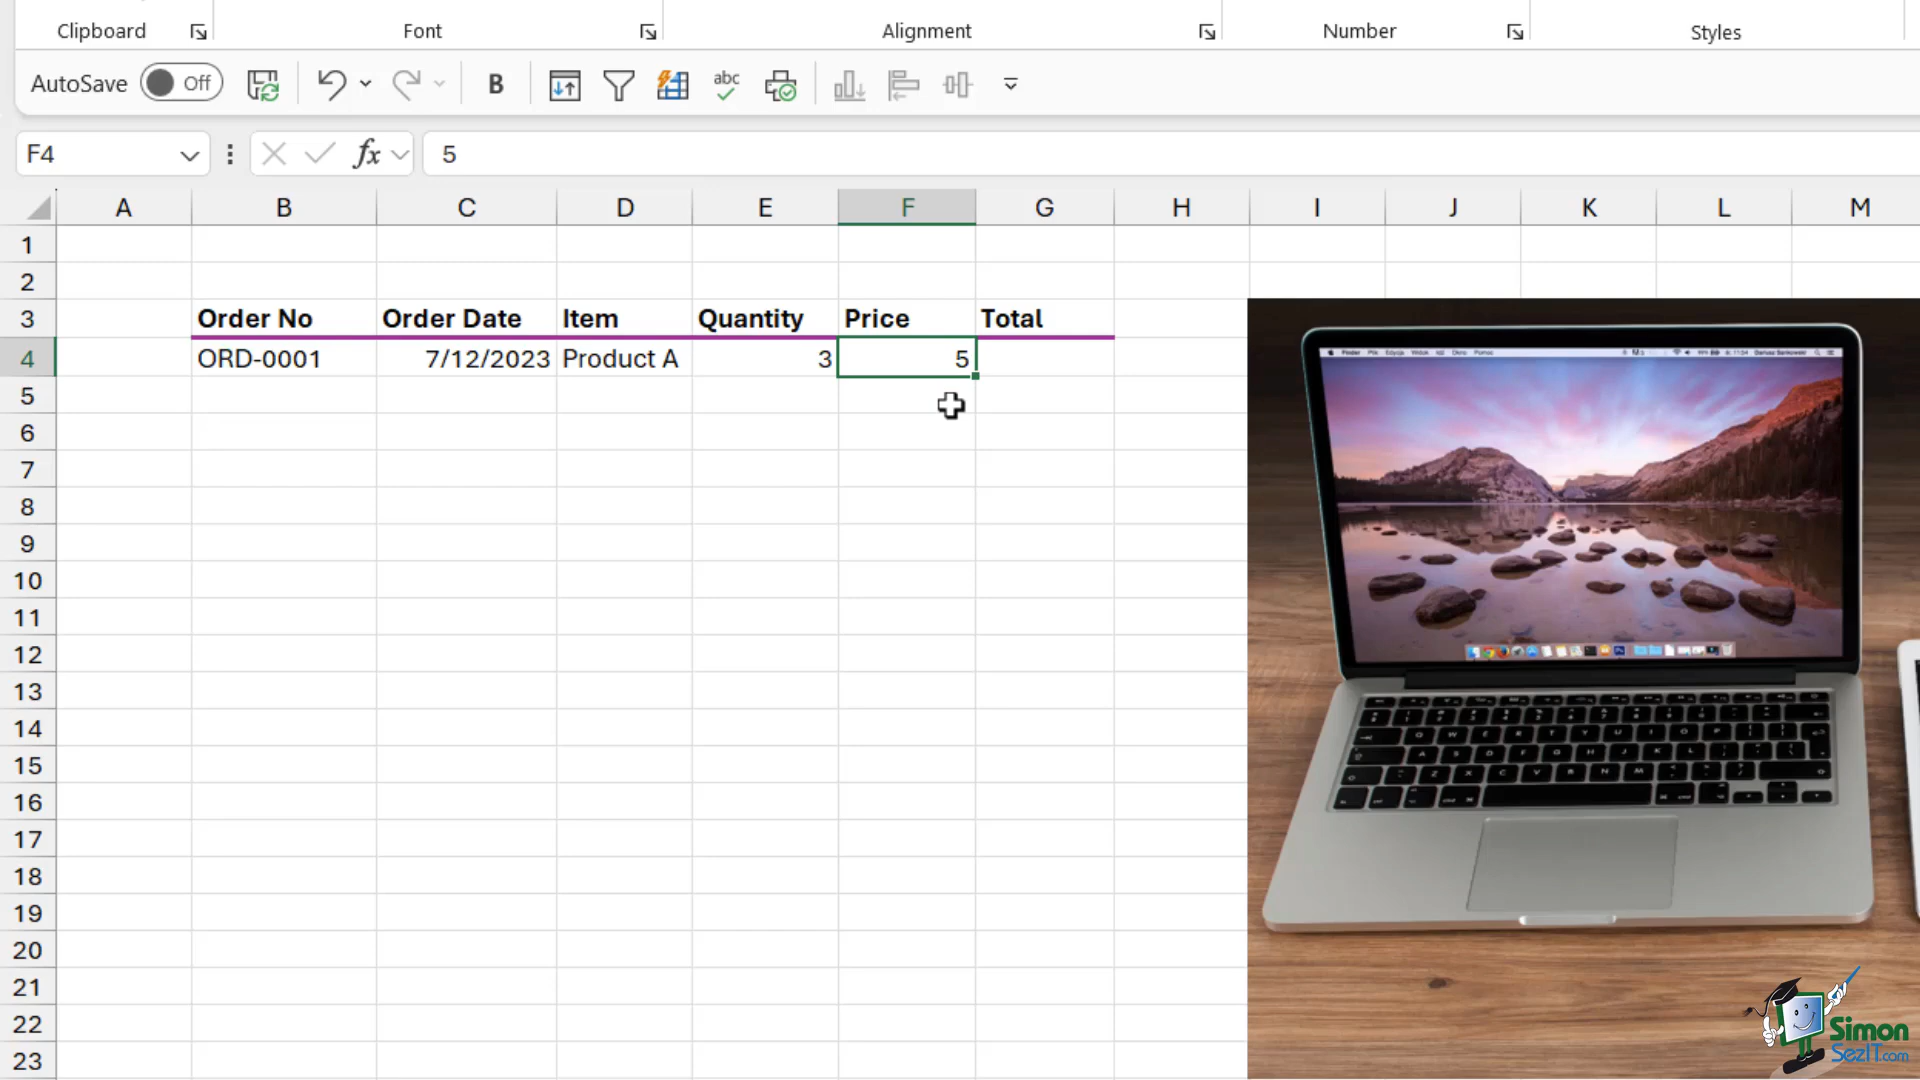 Clipboard Font Alignment Number Styles
AutoSave Off B abc
F4 fx 5
A B C D E F G H I J K L M
1
2
3 Order No Order Date Item Quantity Price Total
4 ORD-0001 7/12/2023 Product A 3 5
5
6
7
8
9
10
11
12
13
14
15
16
17
18
19
20
21
22
23
Simon
SezIT.com